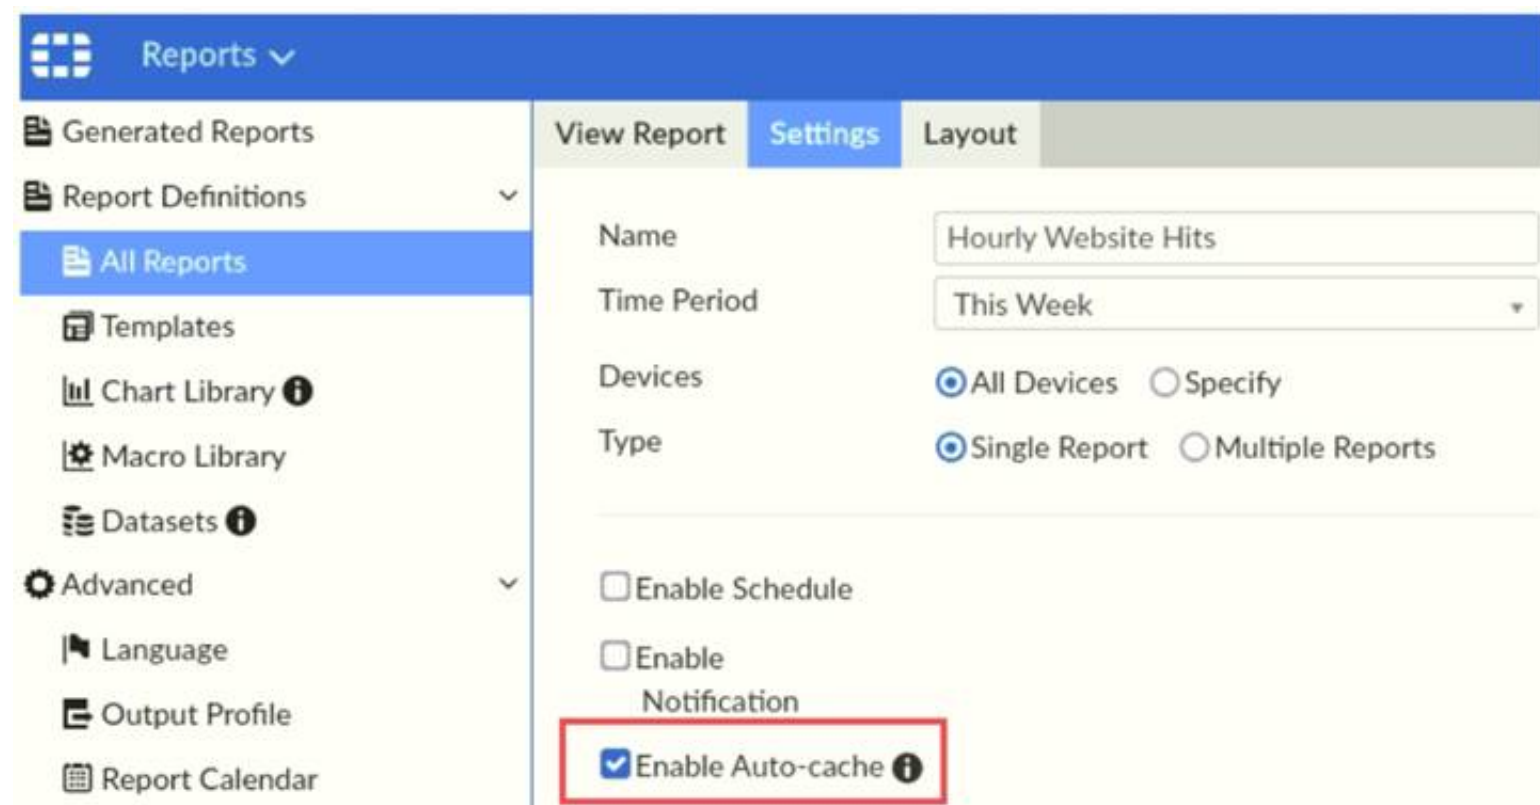 Reports
Generated Reports
Report Definitions
All Reports
Templates
Chart Library
Macro Library
Datasets
Advanced
Language
Output Profile
Report Calendar
View Report Settings Layout
Name Hourly Website Hits
Time Period This Week
Devices All Devices Specify
Type Single Report Multiple Reports
Enable Schedule
Enable
Notification
Enable Auto-cache